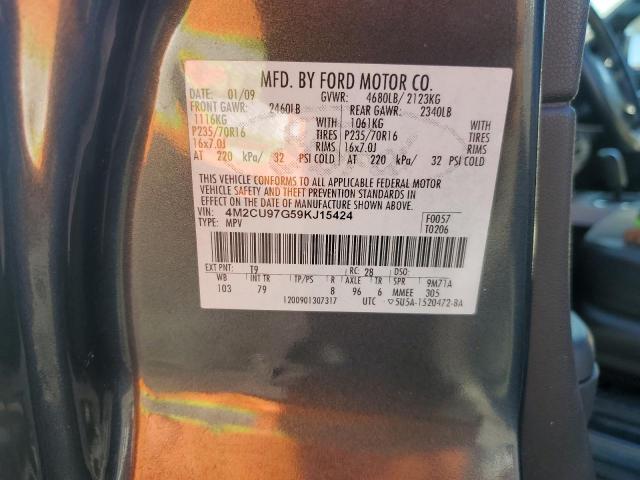 MFD. BY FORD MOTOR CO.
DATE: 01/09 GVWR: 4680LB/ 2123KG
FRONT GAWR: 2460LB REAR GAWR: 2340LB
1116KG WITH 1061KG WITH
P235/70R16 TIRES P235/70R16 TIRES
16x7.0J RIMS 16x7.0J RIMS
AT 220 kPa/ 32 PSI COLD AT 220 kPa/ 32 PSI COLD
THIS VEHICLE CONFORMS TO ALL APPLICABLE FEDERAL MOTOR
VEHICLE SAFETY AND THEFT PREVENTION STANDARDS IN EFFECT
ON THE DATE OF MANUFACTURE SHOWN ABOVE.
VIN: 4M2CU97G59KJ15424 F0057
TYPE: MPV T0206
EXT PNT: T9 RC: 28 DSO:
WB INT TR TP/PS R AXLE TR SPR 9M71A
103 79 8 96 6 MMEE 305
1200901307317 UTC ▽5U5A-1520472-BA